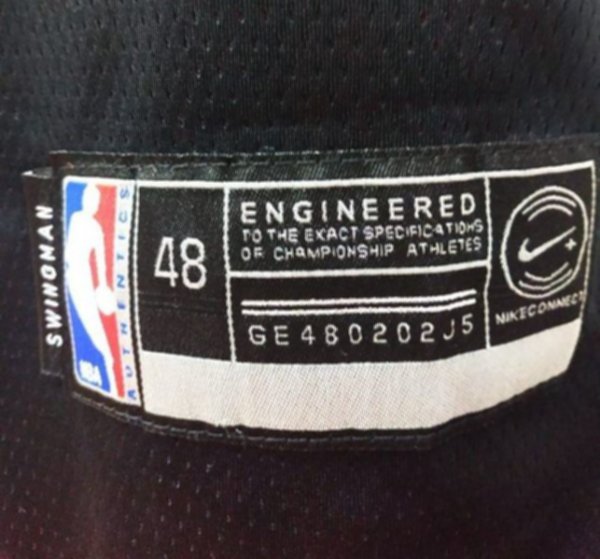 SWINGMAN
NBA
AUTHENTICS
48
ENGINEERED
TO THE EXACT SPECIFICATIONS
OF CHAMPIONSHIP ATHLETES
GE480202J5
NIKECONNECT